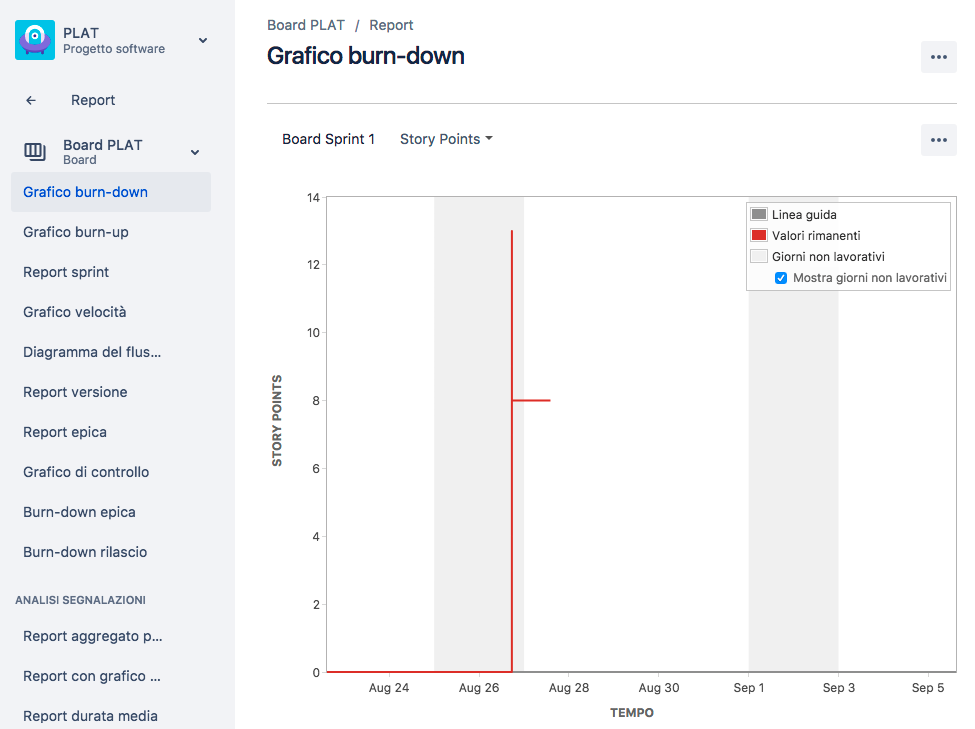 PLAT
Progetto software
Report
Board PLAT
Board
Grafico burn-down
Grafico burn-up
Report sprint
Grafico velocità
Diagramma del flus...
Report versione
Report epica
Grafico di controllo
Burn-down epica
Burn-down rilascio
ANALISI SEGNALAZIONI
Report aggregato p...
Report con grafico ...
Report durata media
Board PLAT / Report
Grafico burn-down
Board Sprint 1 Story Points
Linea guida
Valori rimanenti
Giorni non lavorativi
Mostra giorni non lavorativi
STORY POINTS
14
12
10
8
6
4
2
0
Aug 24 Aug 26 Aug 28 Aug 30 Sep 1 Sep 3 Sep 5
TEMPO